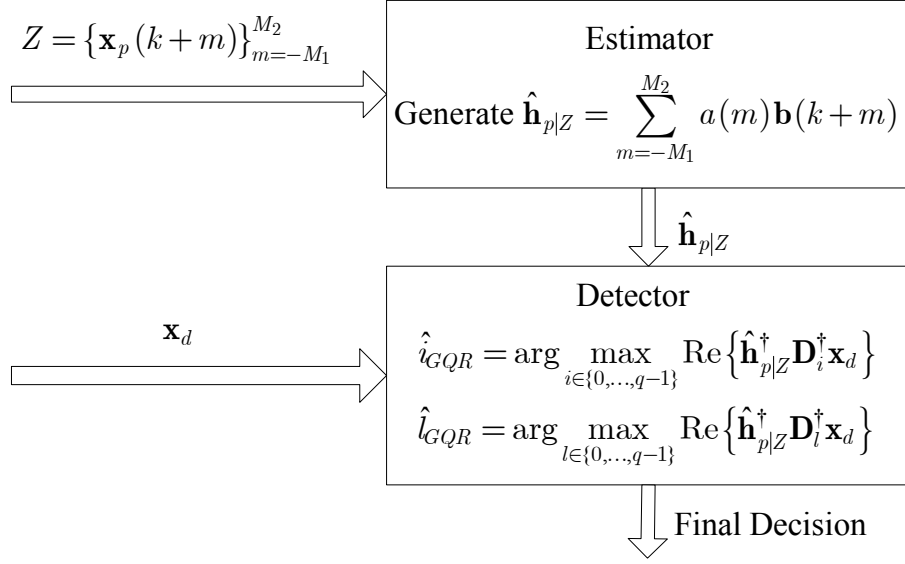 Z = {𝐱_p(k+m)}_{m=−M_1}^{M_2}
Estimator
Generate 𝐡̂_{p|Z} = ∑_{m=−M_1}^{M_2} a(m)𝐛(k+m)
𝐡̂_{p|Z}
Detector
𝐱_d
î_{GQR} = arg max_{i∈{0,…,q−1}} Re{𝐡̂†_{p|Z} 𝐃†_i 𝐱_d}
l̂_{GQR} = arg max_{l∈{0,…,q−1}} Re{𝐡̂†_{p|Z} 𝐃†_l 𝐱_d}
Final Decision